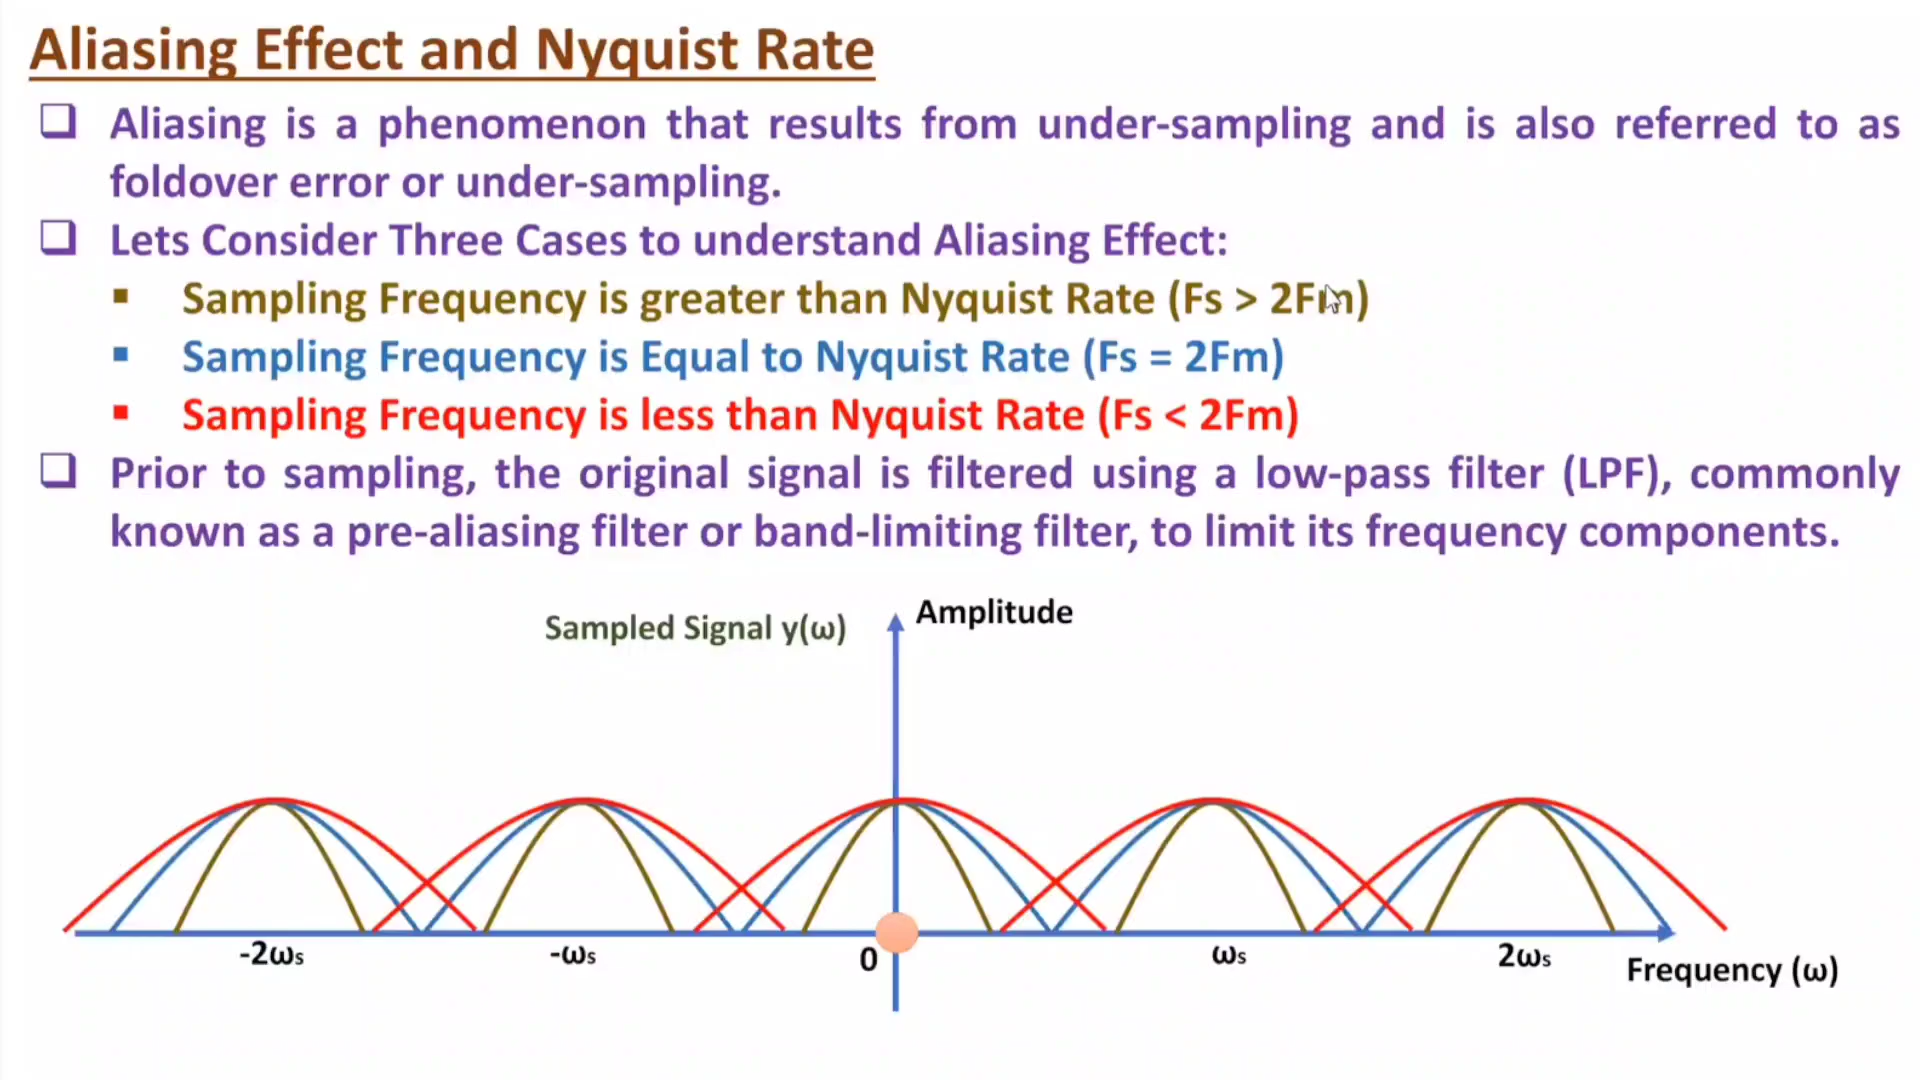 Aliasing Effect and Nyquist Rate
Aliasing is a phenomenon that results from under-sampling and is also referred to as
foldover error or under-sampling.
Lets Consider Three Cases to understand Aliasing Effect:
Sampling Frequency is greater than Nyquist Rate (Fs > 2Fm)
Sampling Frequency is Equal to Nyquist Rate (Fs = 2Fm)
Sampling Frequency is less than Nyquist Rate (Fs < 2Fm)
Prior to sampling, the original signal is filtered using a low-pass filter (LPF), commonly
known as a pre-aliasing filter or band-limiting filter, to limit its frequency components.
Amplitude
Sampled Signal y(ω)
-2ωs
-ωs
0
ωs
2ωs
Frequency (ω)